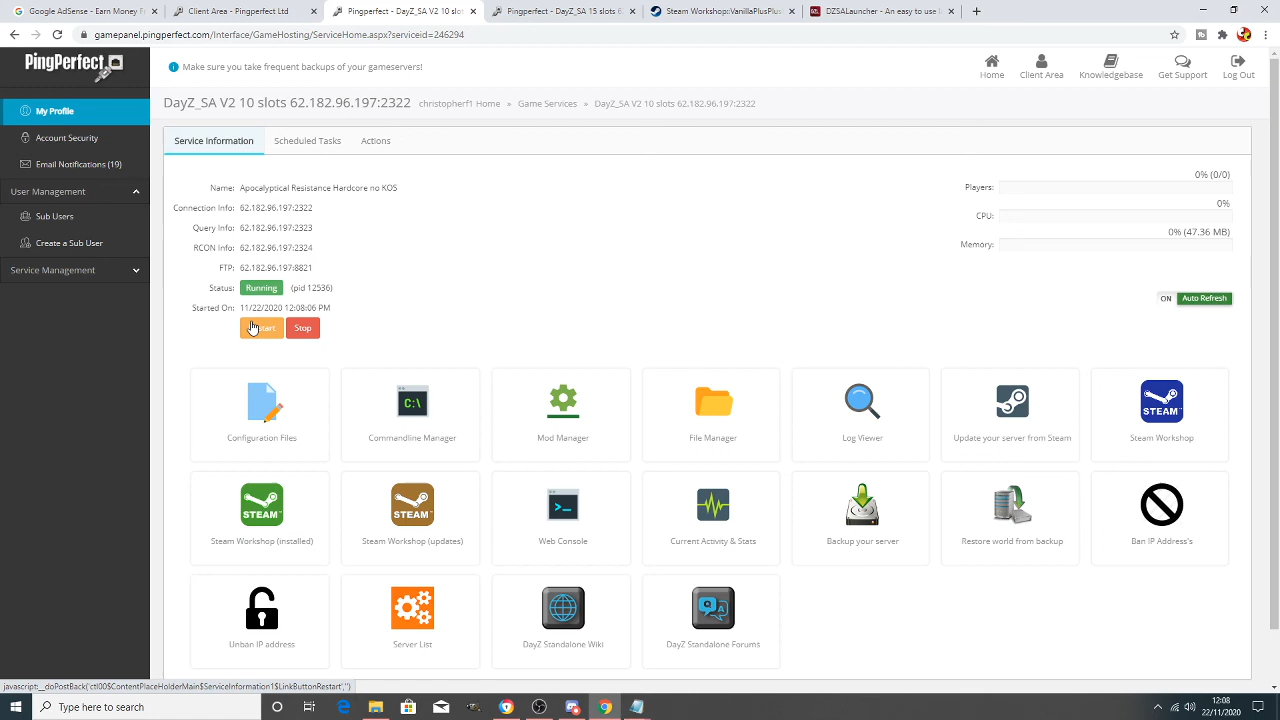 Google AdSense - Earn Money Fr
Client Area - Pingperfect Ltd
Pingperfect - DayZ_SA V2 10 slots
Pingperfect - DayZ_SA 15 slots 6
Steam Workshop::VanillaPlusPlus
DZSALauncher - An easy to use l
gamepanel.pingperfect.com/Interface/GameHosting/ServiceHome.aspx?serviceid=246294
PingPerfect
Make sure you take frequent backups of your gameservers!
Home
Client Area
Knowledgebase
Get Support
Log Out
My Profile
Account Security
Email Notifications (19)
User Management
Sub Users
Create a Sub User
Service Management
DayZ_SA V2 10 slots 62.182.96.197:2322
christopherf1 Home » Game Services » DayZ_SA V2 10 slots 62.182.96.197:2322
Service Information
Scheduled Tasks
Actions
Name: Apocalyptical Resistance Hardcore no KOS
Connection Info: 62.182.96.197:2322
Query Info: 62.182.96.197:2323
RCON Info: 62.182.96.197:2324
FTP: 62.182.96.197:8821
Status: Running (pid 12536)
Started On: 11/22/2020 12:08:06 PM
Stop
0% (0/0)
Players:
0%
CPU:
0% (47.36 MB)
Memory:
ON Auto Refresh
C:\
STEAM
Configuration Files
Commandline Manager
Mod Manager
File Manager
Log Viewer
Update your server from Steam
Steam Workshop
STEAM
STEAM
>_
Steam Workshop (installed)
Steam Workshop (updates)
Web Console
Current Activity & Stats
Backup your server
Restore world from backup
Ban IP Address's
Q A
Unban IP address
Server List
DayZ Standalone Wiki
DayZ Standalone Forums
javascript:__doPostBack('ctl00$ContentPlaceHolderMain$ServiceInformation1$LinkButtonRestart','')
Type here to search
12:08
22/11/2020